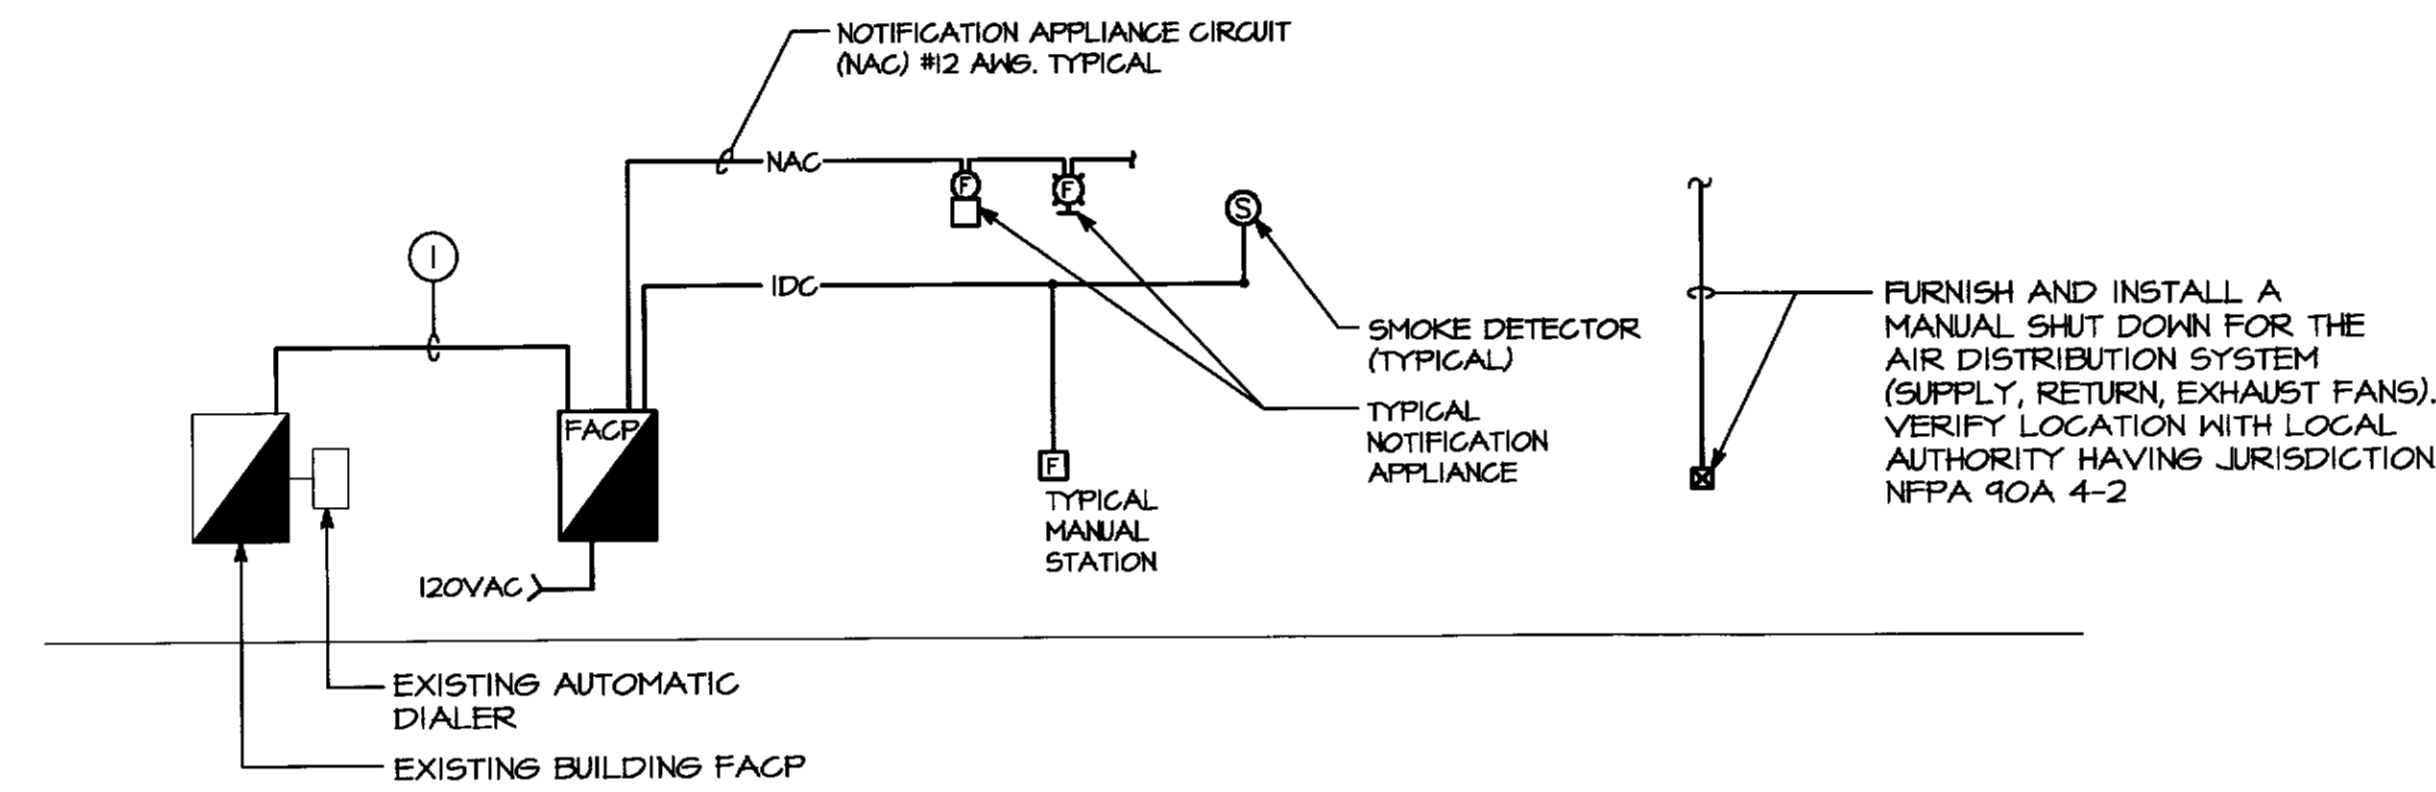 NOTIFICATION APPLIANCE CIRCUIT
(NAC) #12 AWG. TYPICAL
NAC
F
F
S
1
IDC
SMOKE DETECTOR
(TYPICAL)
TYPICAL
NOTIFICATION
APPLIANCE
FURNISH AND INSTALL A
MANUAL SHUT DOWN FOR THE
AIR DISTRIBUTION SYSTEM
(SUPPLY, RETURN, EXHAUST FANS).
VERIFY LOCATION WITH LOCAL
AUTHORITY HAVING JURISDICTION
NFPA 90A 4-2
FACP
F
TYPICAL
MANUAL
STATION
120VAC
EXISTING AUTOMATIC
DIALER
EXISTING BUILDING FACP